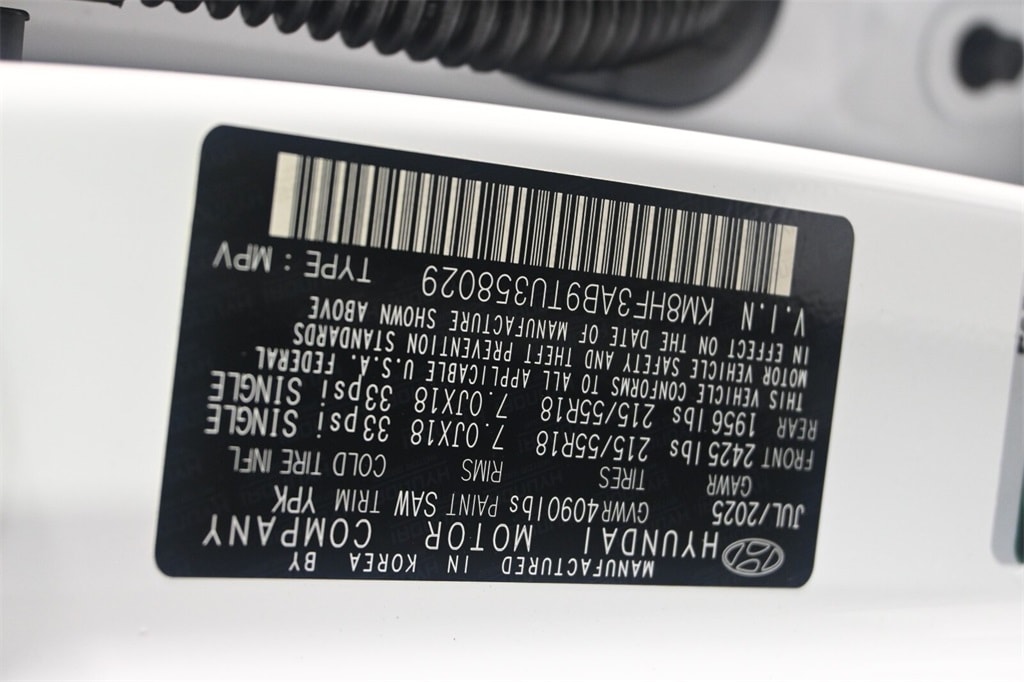 MANUFACTURED IN KOREA BY
HYUNDAI MOTOR COMPANY
JUL/2025 GVWR 4090lbs PAINT SAW TRIM YPK
GAWR TIRES RIMS COLD TIRE INFL
FRONT 2425lbs 215/55R18 7.0JX18 33psi SINGLE
REAR 1956lbs 215/55R18 7.0JX18 33psi SINGLE
THIS VEHICLE CONFORMS TO ALL APPLICABLE U.S.A. FEDERAL
MOTOR VEHICLE SAFETY AND THEFT PREVENTION STANDARDS
IN EFFECT ON THE DATE OF MANUFACTURE SHOWN ABOVE
V.I.N KM8HF3AB9TU358029 TYPE : MPV